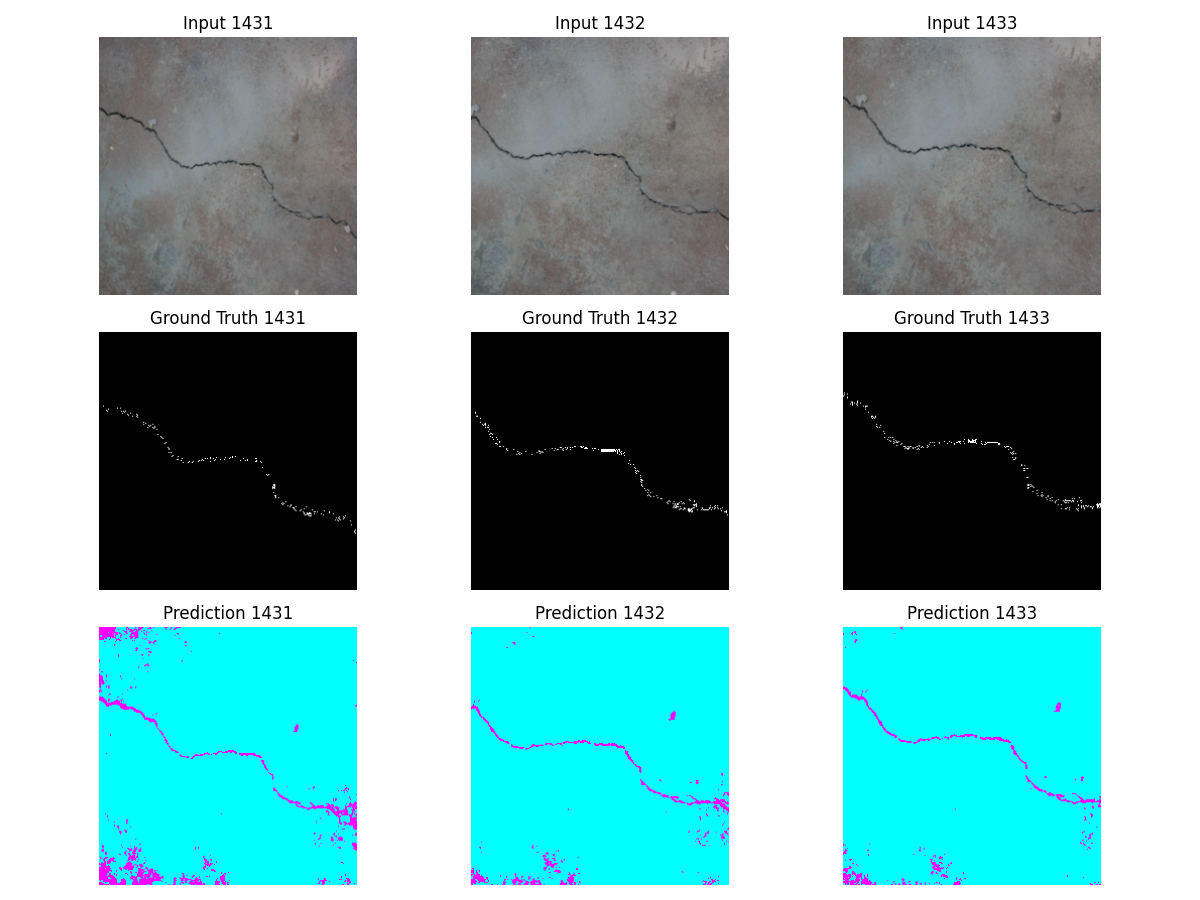 Input 1431
Input 1432
Input 1433
Ground Truth 1431
Ground Truth 1432
Ground Truth 1433
Prediction 1431
Prediction 1432
Prediction 1433